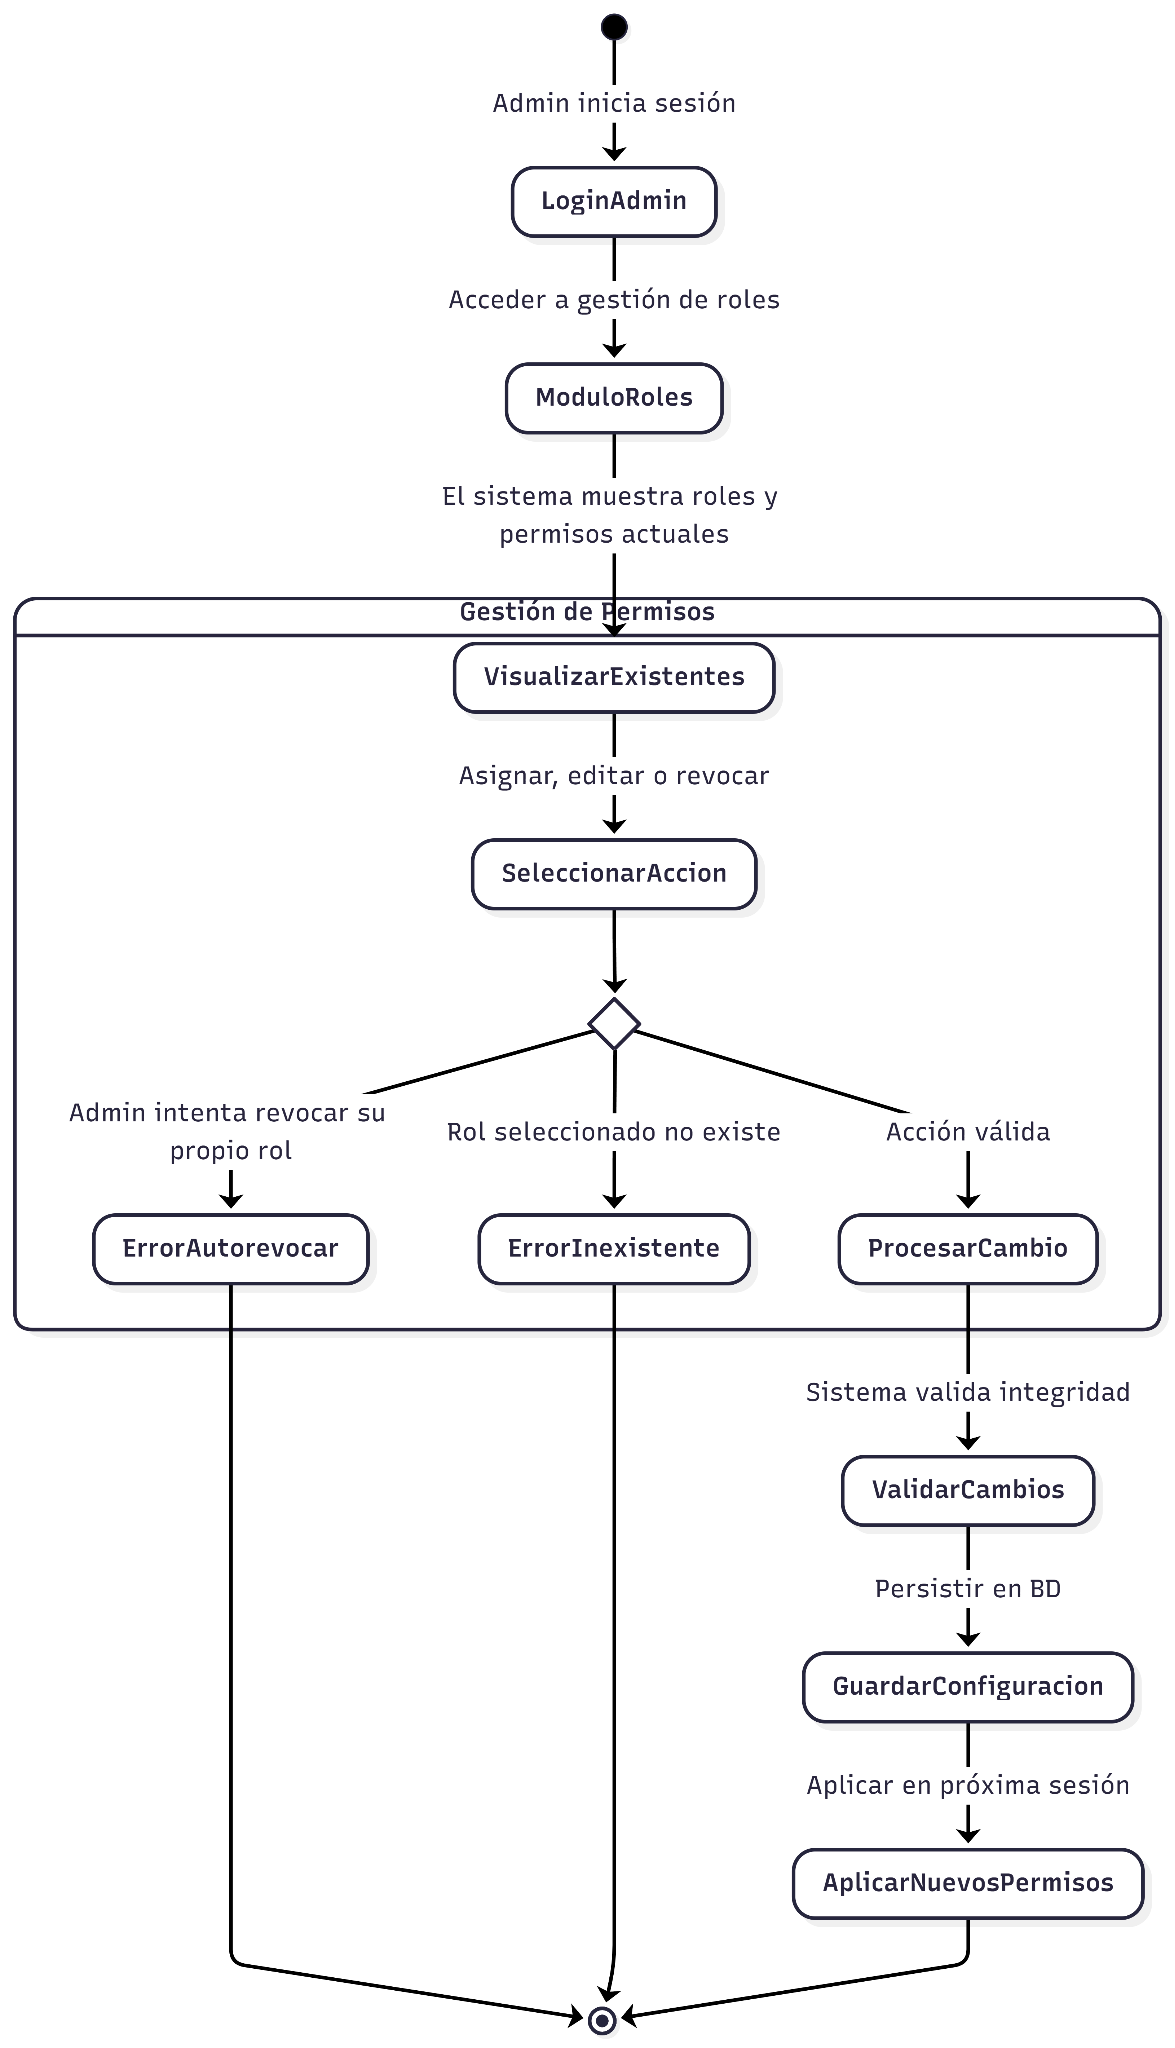 Admin inicia sesión
LoginAdmin
Acceder a gestión de roles
ModuloRoles
El sistema muestra roles y
permisos actuales
Gestión de Permisos
VisualizarExistentes
Asignar, editar o revocar
SeleccionarAccion
Admin intenta revocar su
propio rol
Rol seleccionado no existe
Acción válida
ErrorAutorevocar
ErrorInexistente
ProcesarCambio
Sistema valida integridad
ValidarCambios
Persistir en BD
GuardarConfiguracion
Aplicar en próxima sesión
AplicarNuevosPermisos